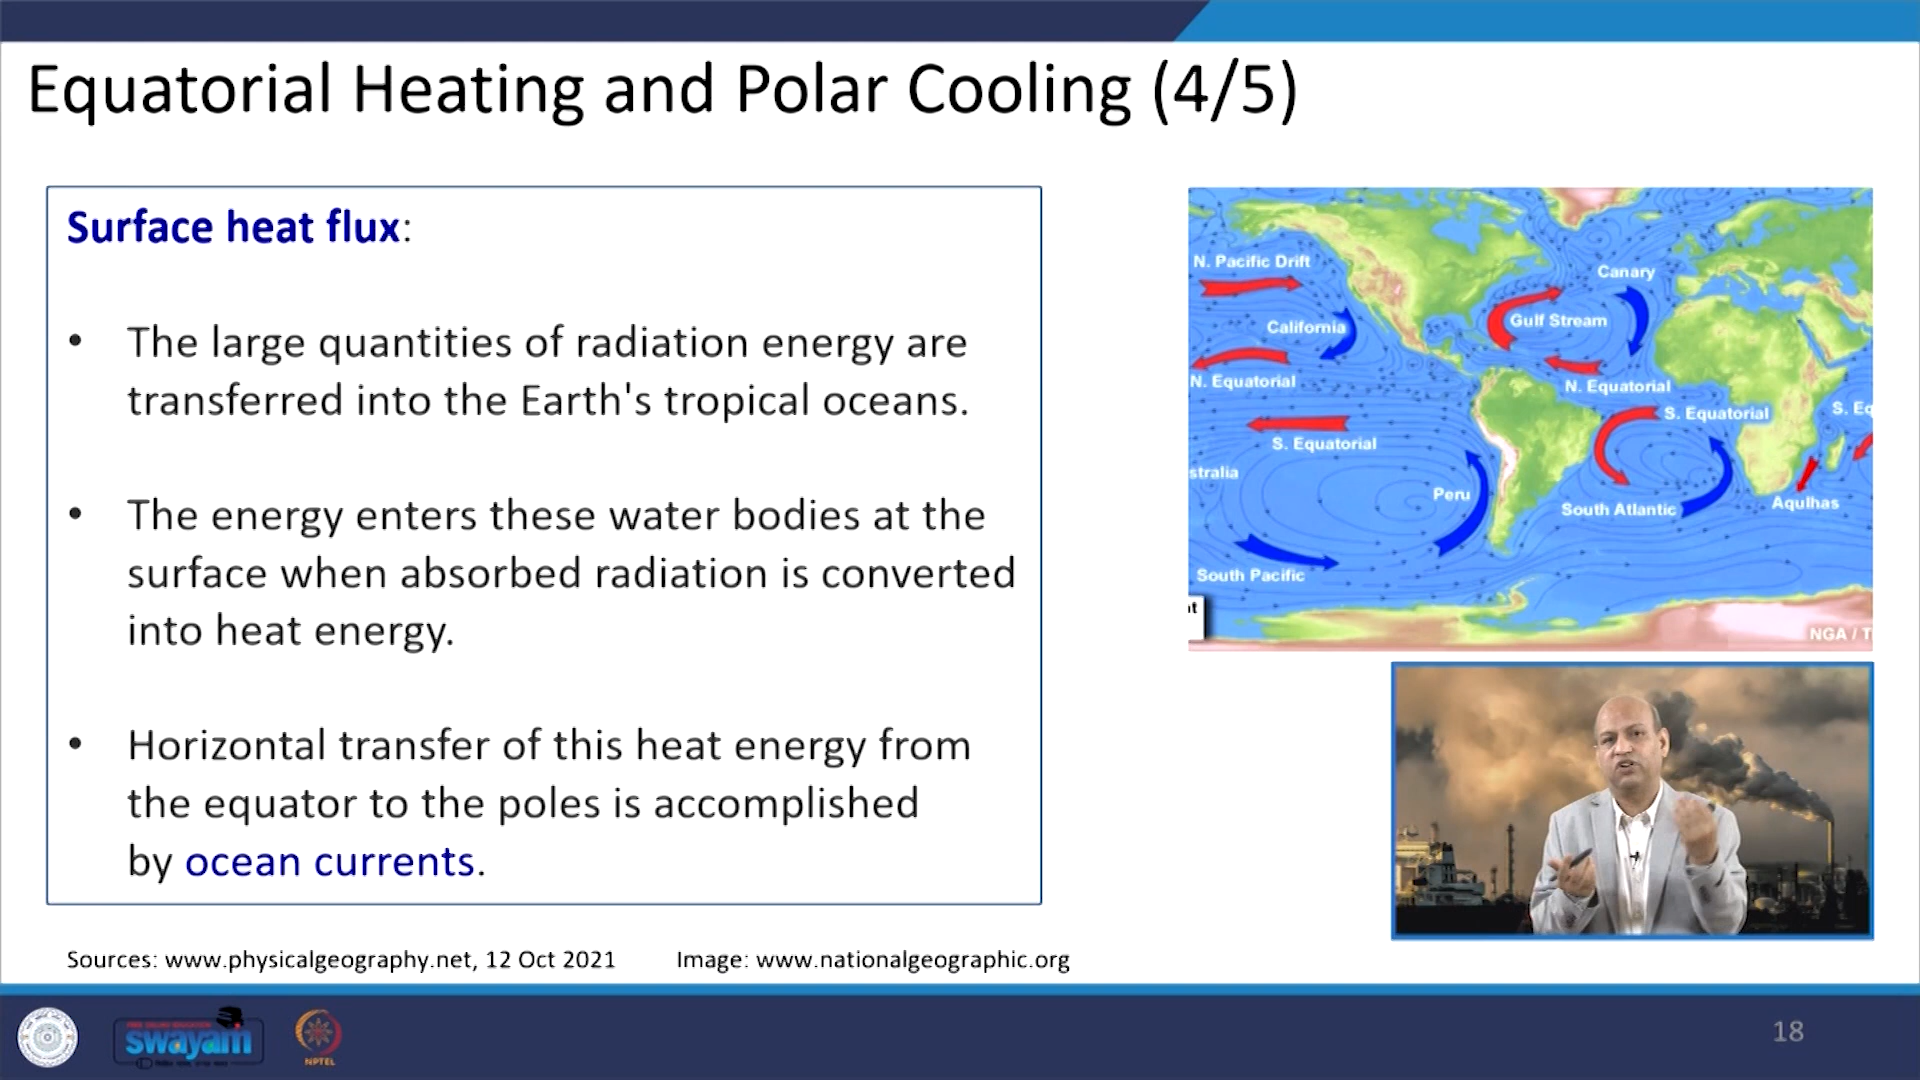 Equatorial Heating and Polar Cooling (4/5)
Surface heat flux:
• The large quantities of radiation energy are
transferred into the Earth's tropical oceans.
• The energy enters these water bodies at the
surface when absorbed radiation is converted
into heat energy.
• Horizontal transfer of this heat energy from
the equator to the poles is accomplished
by ocean currents.
N. Pacific Drift
Canary
California
Gulf Stream
N. Equatorial
N. Equatorial
S. Equatorial
S. Eq
S. Equatorial
stralia
Peru
South Atlantic
Aqulhas
South Pacific
nt
NGA / T
Sources: www.physicalgeography.net, 12 Oct 2021
Image: www.nationalgeographic.org
swayam
NPTEL
18